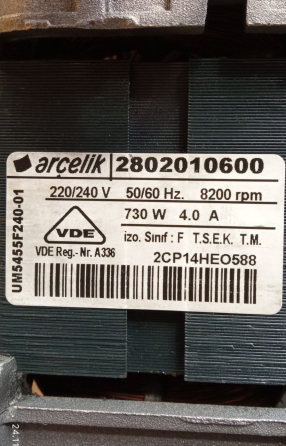 arçelik 2802010600
220/240 V 50/60 Hz. 8200 rpm
730 W 4.0 A
VDE
izo. Sınıf : F T.S.E.K. T.M.
VDE Reg.-Nr. A336
2CP14HEO588
UM5455F240-01